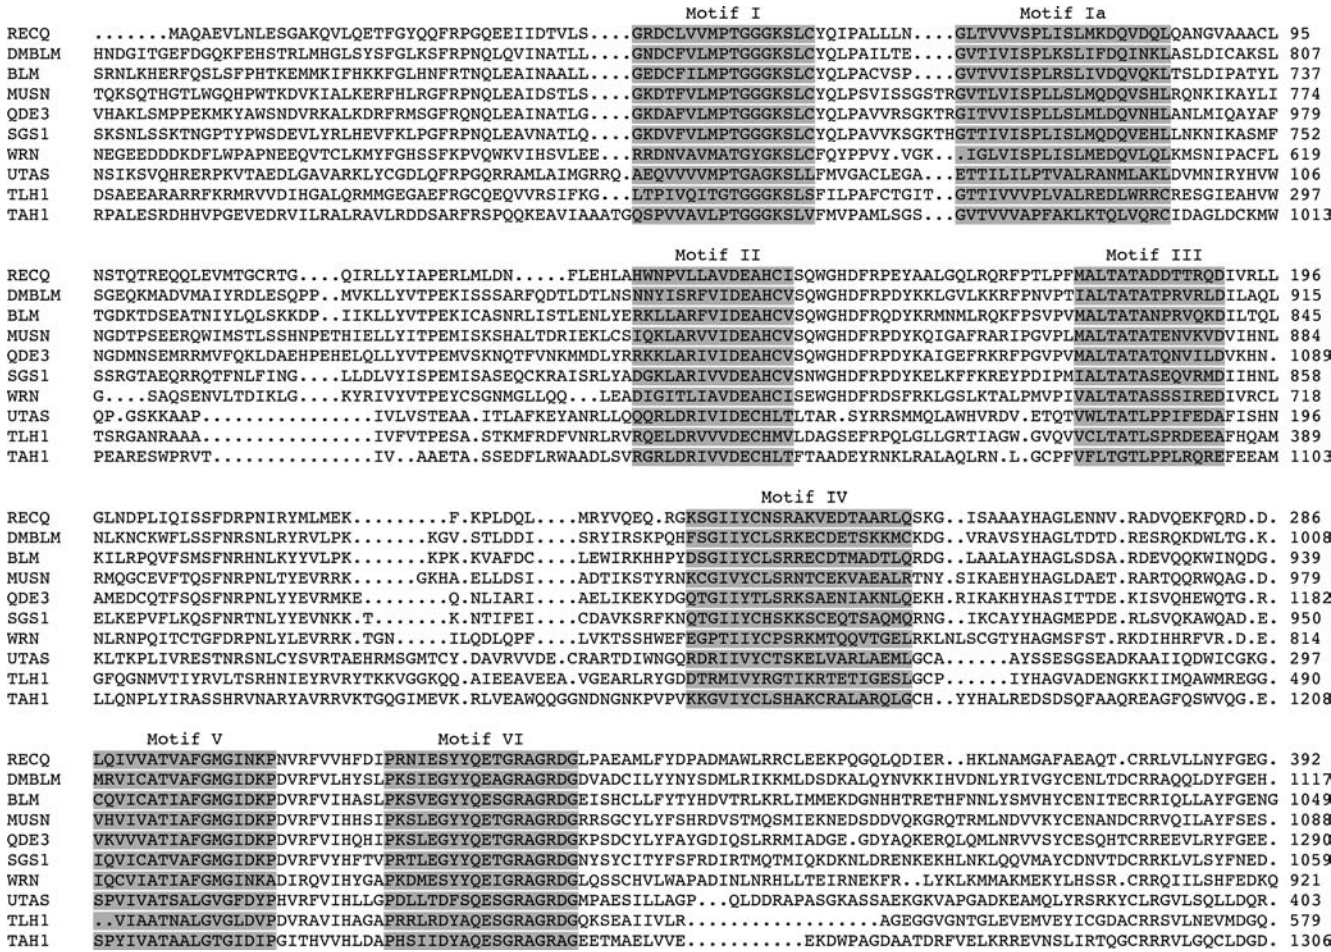 Motif I Motif Ia
RECQ .......MAQAEVLNLESGAKQVLQETFGYQQFRPGQEEIIDTVLS....GRDCLVVMPTGGGKSLCYQIPALLLN....GLTVVVSPLISLMKDQVDQLQANGVAAACL 95
DMBLM HNDGITGEFDGQKFEHSTRLMHGLSYSFGLKSFRPNQLQVINATLL....GNDCFVLMPTGGGKSLCYQLPAILTE....GVTIVISPLKSLIFDQINKLASLDICAKSL 807
BLM SRNLKHERFQSLSFPHTKEMMKIFHKKFGLHNFRTNQLEAINAALL....GEDCFILMPTGGGKSLCYQLPACVSP....GVTVVISPLRSLIVDQVQKLTSLDIPATYL 737
MUSN TQKSQTHGTLWGQHPWTKDVKIALKERFHLRGFRPNQLEAIDSTLS....GKDTFVLMPTGGGKSLCYQLPSVISSGSTRGVTLVISPLLSLMQDQVSHLRQNKIKAYLI 774
QDE3 VHAKLSMPPEKMKYAWSNDVRKALKDRFRMSGFRQNQLEAINATLG....GKDAFVLMPTGGGKSLCYQLPAVVRSGKTRGITVVISPLLSLMLDQVNHLANLMIQAYAF 979
SGS1 SKSNLSSKTNGPTYPWSDEVLYRLHEVFKLPGFRPNQLEAVNATLQ....GKDVFVLMPTGGGKSLCYQLPAVVKSGKTHGTTIVISPLISLMQDQVEHLLNKNIKASMF 752
WRN NEGEEDDDKDFLWPAPNEEQVTCLKMYFGHSSFKPVQWKVIHSVLEE..RRDNVAVMATGYGKSLCFQYPPVY.VGK...IGLVISPLISLMEDQVLQLKMSNIPACFL 619
UTAS NSIKSVQHRERPKVTAEDLGAVARKLYCGDLQFRPGQRRAMLAIMGRRQ.AEQVVVVMPTGAGKSLLFMVGACLEGA...ETTILILPTVALRANMLAKLDVMNIRYHVW 106
TLH1 DSAEEARARRFKRMRVVDIHGALQRMMGEGAEFRGCQEQVVRSIFKG...LTPIVQITGTGGGKSLSFILPAFCTGIT..GTTIVVVPLVALREDLWRRCRESGIEAHVW 297
TAH1 RPALESRDHHVPGEVEDRVILRALRAVLRDDSARFRSPQQKEAVIAAATGQSPVVAVLPTGGGKSLVFMVPAMLSGS...GVTVVVAPFAKLKTQLVQRCIDAGLDCKMW 1013
Motif II Motif III
RECQ NSTQTREQQLEVMTGCRTG....QIRLLYIAPERLMLDN.....FLEHLAHWNPVLLAVDEAHCISQWGHDFRPEYAALGQLRQRFPTLPFMALTATADDTTRQDIVRLL 196
DMBLM SGEQKMADVMAIYRDLESQPP..MVKLLYVTPEKISSSARFQDTLDTLNSNNYISRFVIDEAHCVSQWGHDFRPDYKKLGVLKKRFPNVPTIALTATATPRVRLDILAQL 915
BLM TGDKTDSEATNIYLQLSKKDP..IIKLLYVTPEKICASNRLISTLENLYERKLLARFVIDEAHCVSQWGHDFRQDYKRMNMLRQKFPSVPVMALTATANPRVQKDILTQL 845
MUSN NGDTPSEERQWIMSTLSSHNPETHIELLYITPEMISKSHALTDRIEKLCSIQKLARVVIDEAHCVSQWGHDFRPDYKQIGAFRARIPGVPLMALTATATENVKVDVIHNL 884
QDE3 NGDMNSEMRRMVFQKLDAEHPEHELQLLYVTPEMVSKNQTFVNKMMDLYRRKKLARIVIDEAHCVSQWGHDFRPDYKAIGEFRKRFPGVPVMALTATATQNVILDVKHN. 1089
SGS1 SSRGTAEQRRQTFNLFING....LLDLVYISPEMISASEQCKRAISRLYADGKLARIVVDEAHCVSNWGHDFRPDYKELKFFKREYPDIPMIALTATASEQVRMDIIHNL 858
WRN G....SAQSENVLTDIKLG....KYRIVYVTPEYCSGNMGLLQQ..LEADIGITLIAVDEAHCISEWGHDFRDSFRKLGSLKTALPMVPIVALTATASSSIREDIVRCL 718
UTAS QP.GSKKAAP.............IVLVSTEAA.ITLAFKEYANRLLQQQRLDRIVIDECHLTLTAR.SYRRSMMQLAWHVRDV.ETQTVWLTATLPPIFEDAFISHN 196
TLH1 TSRGANRAAA..............IVFVTPESA.STKMFRDFVNRLRVRQELDRVVVDECHMVLDAGSEFRPQLGLLGRTIAGW.GVQVVCLTATLSPRDEEAFHQAM 389
TAH1 PEARESWPRVT..............IV..AAETA.SSEDFLRWAADLSVRGRLDRIVVDECHLTFTAADEYRNKLRALAQLRN.L.GCPFVFLTGTLPPLRQREFEEAM 1103
Motif IV
RECQ GLNDPLIQISSFDRPNIRYMLMEK.........F.KPLDQL....MRYVQEQ.RGKSGIIYCNSRAKVEDTAARLQSKG..ISAAAYHAGLENNV.RADVQEKFQRD.D. 286
DMBLM NLKNCKWFLSSFNRSNLRYRVLPK.........KGV.STLDDI....SRYIRSKPQHFSGIIYCLSRKECDETSKKMCKDG..VRAVSYHAGLTDTD.RESRQKDWLTG.K. 1008
BLM KILRPQVFSMSFNRHNLKYYVLPK.........KPK.KVAFDC....LEWIRKHHPYDSGIIYCLSRRECDTMADTLQRDG..LAALAYHAGLSDSA.RDEVQQKWINQDG. 939
MUSN RMQGCEVFTQSFNRPNLTYEVRRK.........GKHA.ELLDSI....ADTIKSTYRNKCGIVYCLSRNTCEKVAEALRTNY.SIKAEHYHAGLDAET.RARTQQRWQAG.D. 979
QDE3 AMEDCQTFSQSFNRPNLYYEVRMKE........Q.NLIARI....AELIKEKYDGQTGIIYTLSRKSAENIAKNLQEKH.RIKAKHYHASITTDE.KISVQHEWQTG.R. 1182
SGS1 ELKEPVFLKQSFNRTNLYYEVNKK.T.......K.NTIFEI....CDAVKSRFKNQTGIIYCHSKKSCEQTSAQMQRNG..IKCAYYHAGMEPDE.RLSVQKAWQAD.E. 950
WRN NLRNPQITCTGFDRPNLYLEVRRK.TGN.....ILQDLQPF....LVKTSSHWEFEGPTIIYCPSRKMTQQVTGELRKLNLSCGTYHAGMSFST.RKDIHHRFVR.D.E. 814
UTAS KLTKPLIVRESTNRSNLCYSVRTAEHRMSGMTCY.DAVRVVDE.CRARTDIWNGQRDRIIVYCTSKELVARLAEMLGCA......AYSSESGSEADKAAIIQDWICGKG. 297
TLH1 GFQGNMVTIYRVLTSRHNIEYRVRYTKKVGGKQQ.AIEEAVEEA.VGEARLRYGDDTRMIVYRGTIKRTETIGESLGCP......IYHAGVADENGKKIIMQAWMREGG. 490
TAH1 LLQNPLYIRASSHRVNARYAVRRVKTGQGIMEVK.RLVEAWQQGGNDNGNKPVPVKKGVIYCLSHAKCRALARQLGCH..YYHALREDSDSQFAAQREAGFQSWVQG.E. 1208
Motif V Motif VI
RECQ LQIVVATVAFGMGINKPNVRFVVHFDIPRNIESYYQETGRAGRDGLPAEAMLFYDPADMAWLRRCLEEKPQGQLQDIER..HKLNAMGAFAEAQT.CRRLVLLNYFGEG. 392
DMBLM MRVICATVAFGMGIDKPDVRFVLHYSLPKSIEGYYQEAGRAGRDGDVADCILYYNYSDMLRIKKMLDSDKALQYNVKKIHVDNLYRIVGYCENLTDCRRAQQLDYFGEH. 1117
BLM CQVICATIAFGMGIDKPDVRFVIHASLPKSVEGYYQESGRAGRDGEISHCLLFYTYHDVTRLKRLIMMEKDGNHHTRETHFNNLYSMVHYCENITECRRIQLLAYFGENG 1049
MUSN VHVIVATIAFGMGIDKPDVRFVIHHSIPKSLEGYYQETGRAGRDGRRSGCYLYFSHRDVSTMQSMIEKNEDSDDVQKGRQTRMLNDVVKYCENANDCRRVQILAYFSES. 1088
QDE3 VKVVVATIAFGMGIDKPDVRFVIHQHIPKSLEGYYQETGRAGRDGKPSDCYLYFAYGDIQSLRRMIADGE.GDYAQKERQLQMLNRVVSYCESQHTCRREEVLRYFGEE. 1290
SGS1 IQVICATVAFGMGIDKPDVRFVYHFTVPRTLEGYYQETGRAGRDGNYSYCITYFSFRDIRTMQTMIQKDKNLDRENKEKHLNKLQQVMAYCDNVTDCRRKLVLSYFNED. 1059
WRN IQCVIATIAFGMGINKADIRQVIHYGAPKDMESYYQEIGRAGRDGLQSSCHVLWAPADINLNRHLLTEIRNEKFR..LYKLKMMAKMEKYLHSSR.CRRQIILSHFEDKQ 921
UTAS SPVIVATSALGVGFDYPHVRFVIHLLGPDLLTDFSQESGRAGRDGMPAESILLAGP...QLDDRAPASGKASSAEKGKVAPGADKEAMQLYRSRKYCLRGVLSQLLDQR. 403
TLH1 ..VIAATNALGVGLDVPDVRAVIHAGAPRRLRDYAQESGRAGRDGQKSEAIIVLR...................AGEGGVGNTGLEVEMVEYICGDACRRSVLNEVMDGQ. 579
TAH1 SPYIVATAALGTGIDIPGITHVVHLDAPHSIIDYAQESGRAGRAGEETMAELVVE...........EKDWPAGDAATDRFVELKRREVNSLIRTQGCRRRVLGQCLDGD. 1306